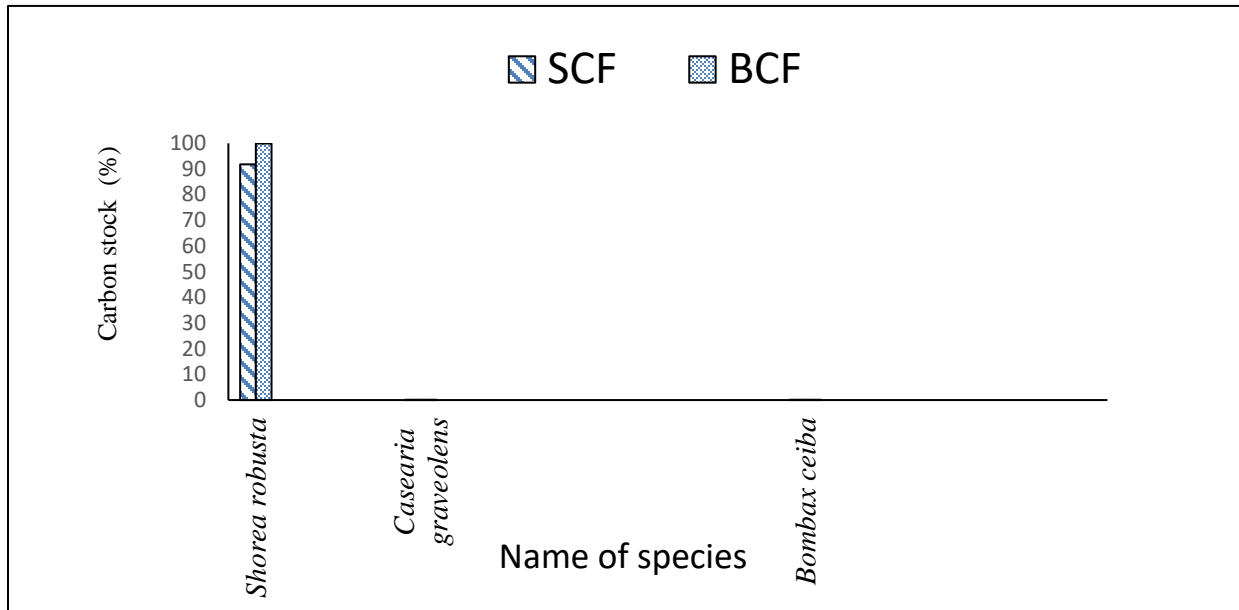 SCF BCF
Carbon stock (%)
100
90
80
70
60
50
40
30
20
10
0
Shorea robusta
Casearia
graveolens
Bombax ceiba
Name of species